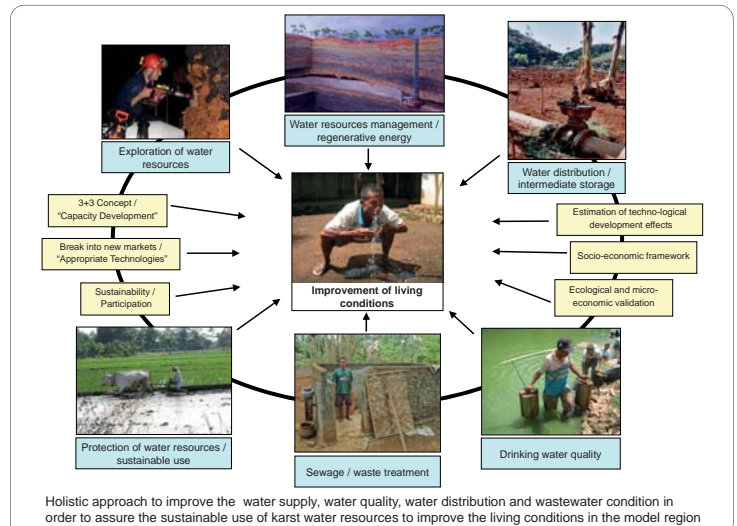 Exploration of water
resources
Water resources management /
regenerative energy
Water distribution /
intermediate storage
3+3 Concept /
“Capacity Development”
Break into new markets /
“Appropriate Technologies”
Sustainability /
Participation
Improvement of living
conditions
Estimation of techno-logical
development effects
Socio-economic framework
Ecological and micro-
economic validation
Protection of water resources /
sustainable use
Sewage / waste treatment
Drinking water quality
Holistic approach to improve the water supply, water quality, water distribution and wastewater condition in
order to assure the sustainable use of karst water resources to improve the living conditions in the model region